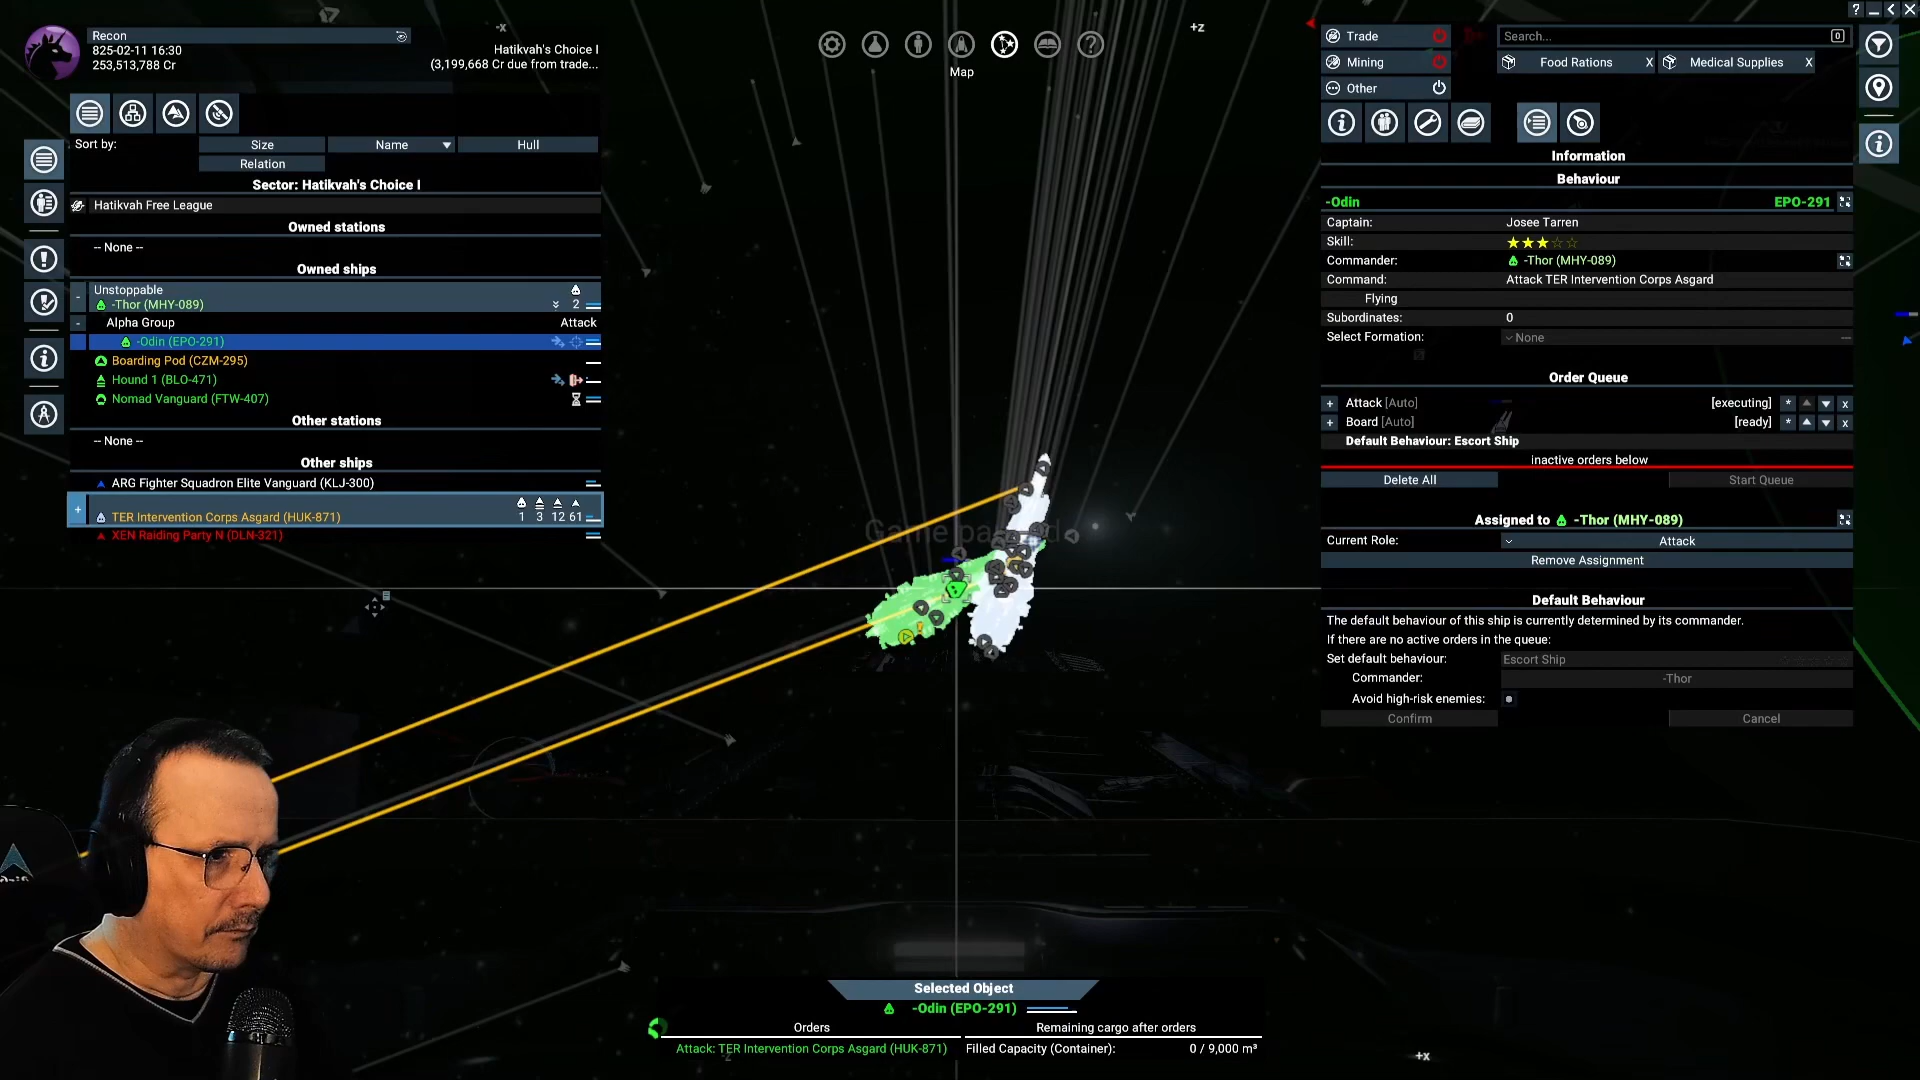 Recon
825-02-11 16:30
253,513,788 Cr
Hatikvah's Choice I
(3,199,668 Cr due from trade...
Sort by:
Size
Name
Hull
Relation
Sector: Hatikvah's Choice I
Hatikvah Free League
Owned stations
-- None --
Owned ships
Unstoppable
-Thor (MHY-089)
2
Alpha Group
Attack
-Odin (EPO-291)
Boarding Pod (CZM-295)
Hound 1 (BLO-471)
Nomad Vanguard (FTW-407)
Other stations
-- None --
Other ships
ARG Fighter Squadron Elite Vanguard (KLJ-300)
TER Intervention Corps Asgard (HUK-871)
1 3 12 61
XEN Raiding Party N (DLN-321)
-x
+z
Map
Game paused
Selected Object
-Odin (EPO-291)
Orders
Remaining cargo after orders
Attack: TER Intervention Corps Asgard (HUK-871)
Filled Capacity (Container):
0 / 9,000 m³
-z
+x
Trade
Mining
Other
Search...
Food Rations X
Medical Supplies X
Information
Behaviour
-Odin
EPO-291
Captain:
Josee Tarren
Skill:
Commander:
-Thor (MHY-089)
Command:
Attack TER Intervention Corps Asgard
Flying
Subordinates:
0
Select Formation:
None
Order Queue
+ Attack [Auto] [executing] * x
+ Board [Auto] [ready] * x
Default Behaviour: Escort Ship
inactive orders below
Delete All
Start Queue
Assigned to -Thor (MHY-089)
Current Role:
Attack
Remove Assignment
Default Behaviour
The default behaviour of this ship is currently determined by its commander.
If there are no active orders in the queue:
Set default behaviour:
Escort Ship
Commander:
-Thor
Avoid high-risk enemies:
Confirm
Cancel